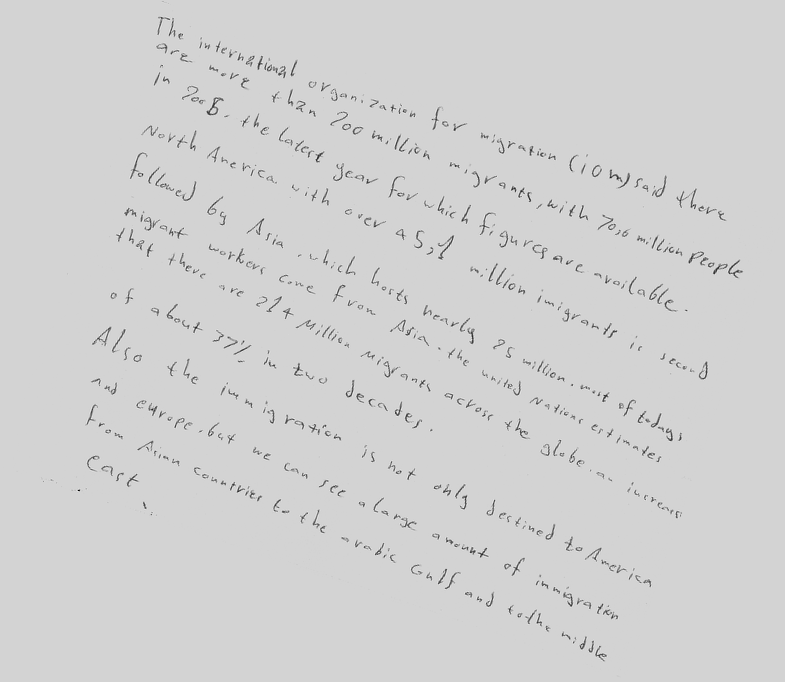 The international organization for migration (iom) said there
are more than 200 million migrants, with 70,6 million people
in 2005. the latest year for which figures are available.
North America with over 45,1 million imigrants is second
followed by Asia, which hosts nearly 25 million. most of todays
migrant workers come from Asia. the united Nations estimates
that there are 214 Million Migrants across the globe. an increas
of about 37% in two decades.
Also the immigration is not only destined to America
and europe. but we can see a large amount of immigration
from Asian countries to the arabic Gulf and to the middle
East.